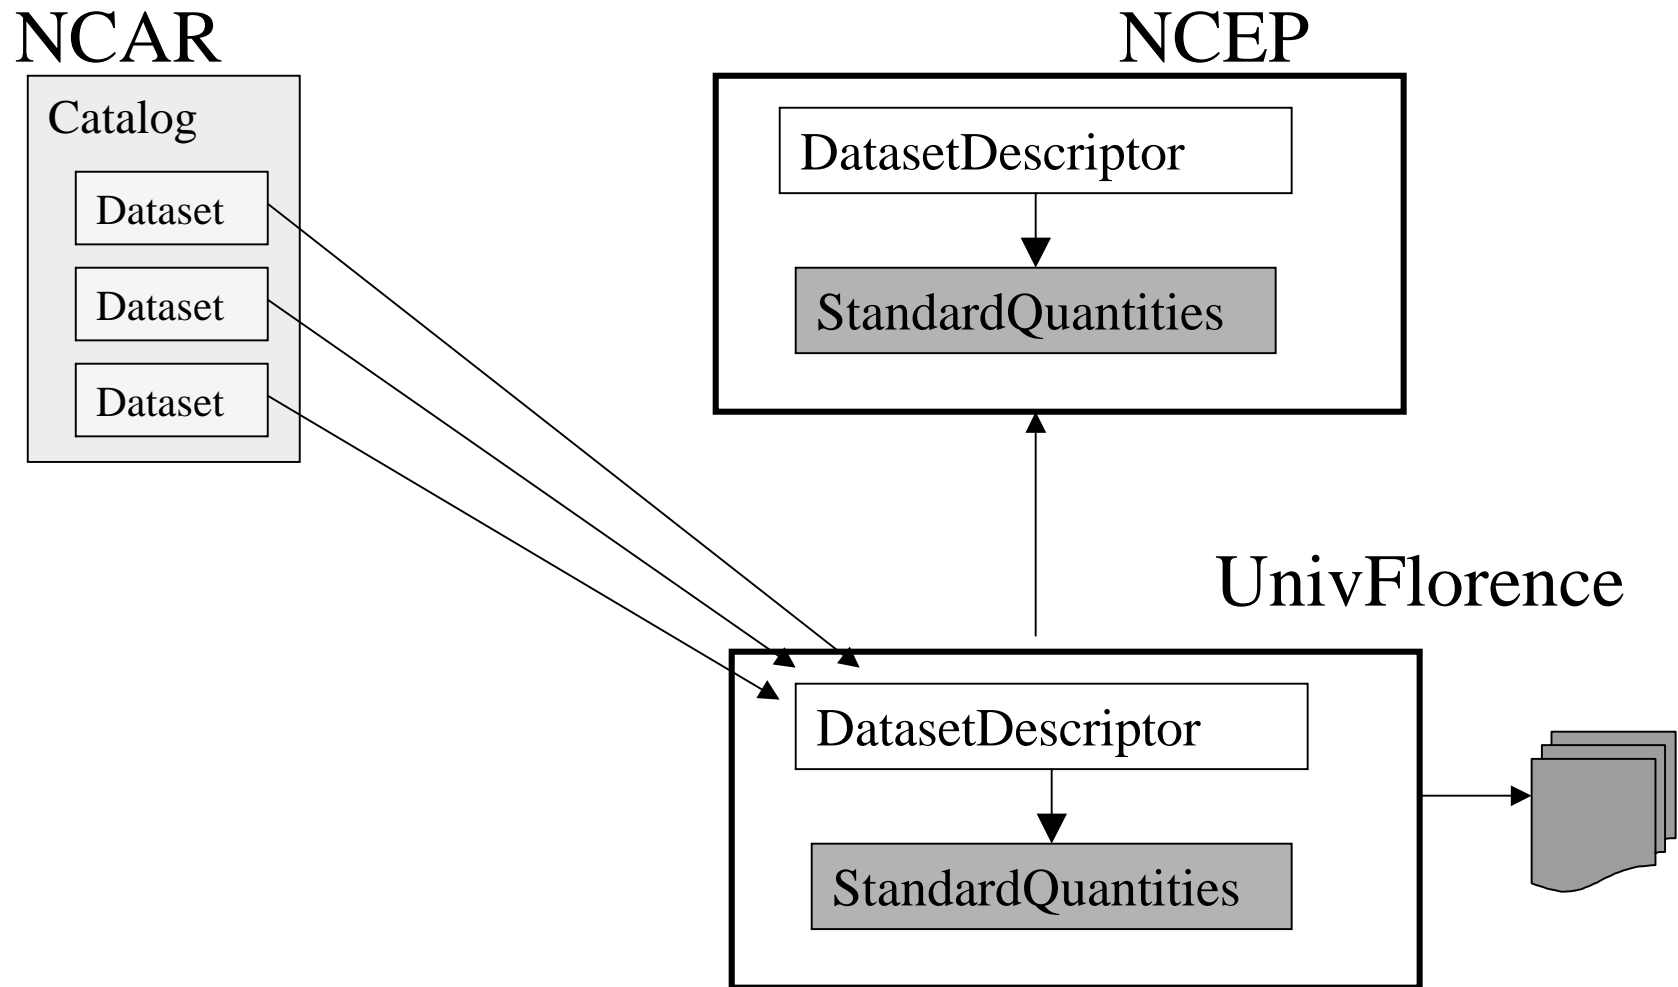 NCAR
Catalog
Dataset
Dataset
Dataset
NCEP
DatasetDescriptor
StandardQuantities
UnivFlorence
DatasetDescriptor
StandardQuantities